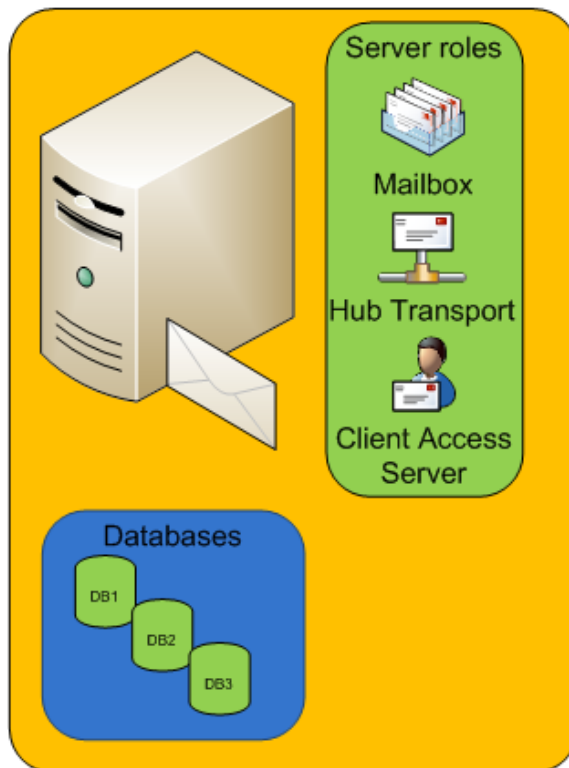 Server roles
Mailbox
Hub Transport
Client Access
Server
Databases
DB1
DB2
DB3